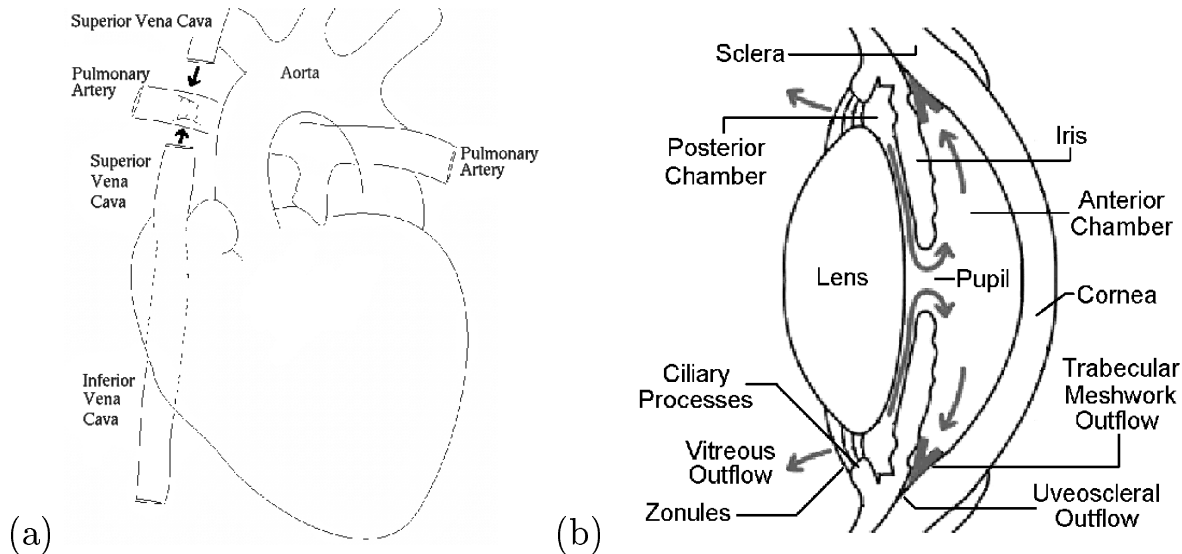 Superior Vena Cava
Pulmonary
Artery
Aorta
Superior
Vena
Cava
Pulmonary
Artery
Inferior
Vena
Cava
(a)
Sclera
Posterior
Chamber
Iris
Anterior
Chamber
Lens
Pupil
Cornea
Ciliary
Processes
Trabecular
Meshwork
Outflow
Vitreous
Outflow
Zonules
Uveoscleral
Outflow
(b)